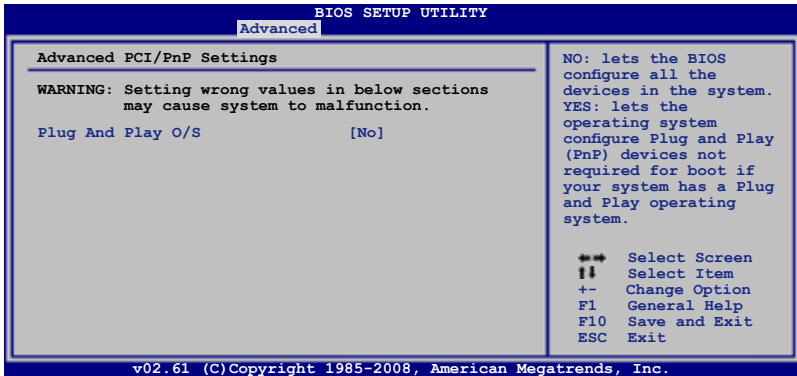 BIOS SETUP UTILITY
Advanced
Advanced PCI/PnP Settings
WARNING: Setting wrong values in below sections
may cause system to malfunction.
Plug And Play O/S [No]
NO: lets the BIOS
configure all the
devices in the system.
YES: lets the
operating system
configure Plug and Play
(PnP) devices not
required for boot if
your system has a Plug
and Play operating
system.
←→ Select Screen
↑↓ Select Item
+- Change Option
F1 General Help
F10 Save and Exit
ESC Exit
v02.61 (C)Copyright 1985-2008, American Megatrends, Inc.